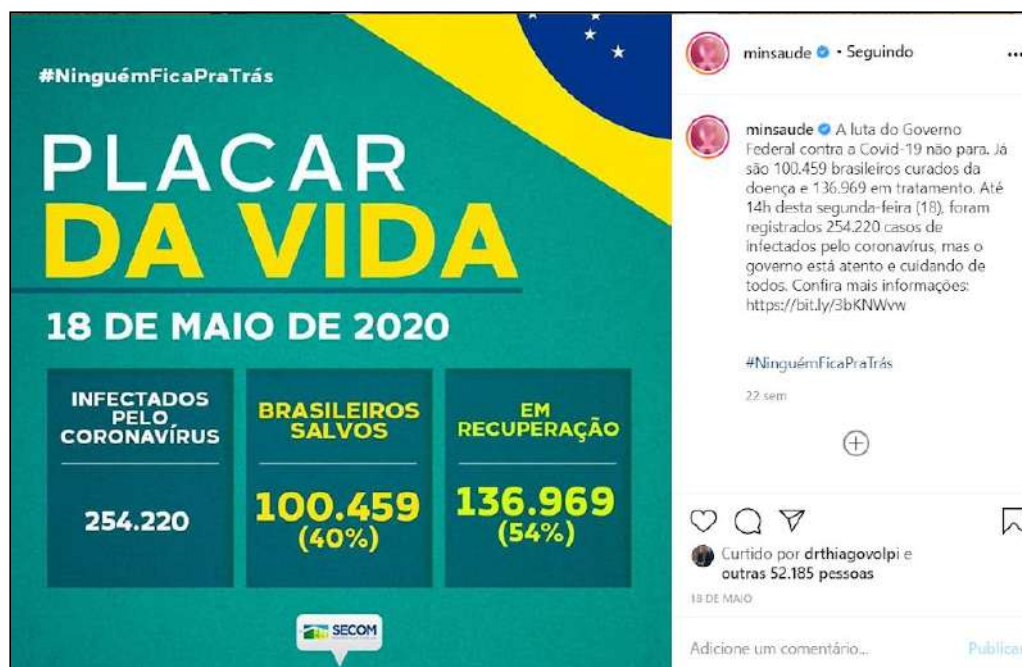 #NinguémFicaPraTrás
PLACAR
DA VIDA
18 DE MAIO DE 2020
INFECTADOS
PELO
CORONAVÍRUS
254.220
BRASILEIROS
SALVOS
100.459
(40%)
EM
RECUPERAÇÃO
136.969
(54%)
SECOM
minsaude • Seguindo
minsaude A luta do Governo
Federal contra a Covid-19 não para. Já
são 100.459 brasileiros curados da
doença e 136.969 em tratamento. Até
14h desta segunda-feira (18), foram
registrados 254.220 casos de
infectados pelo coronavírus, mas o
governo está atento e cuidando de
todos. Confira mais informações:
https://bit.ly/3bKNWvw
#NinguémFicaPraTrás
22 sem
Curtido por drthiagovolpi e
outras 52.185 pessoas
18 DE MAIO
Adicione um comentário... Publicar